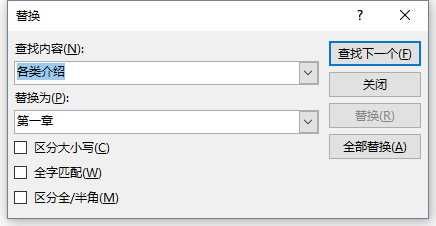 替换
查找内容(N):
查找下一个(F)
各类介绍
关闭
替换为(P):
替换(R)
第一章
全部替换(A)
区分大小写(C)
全字匹配(W)
区分全/半角(M)